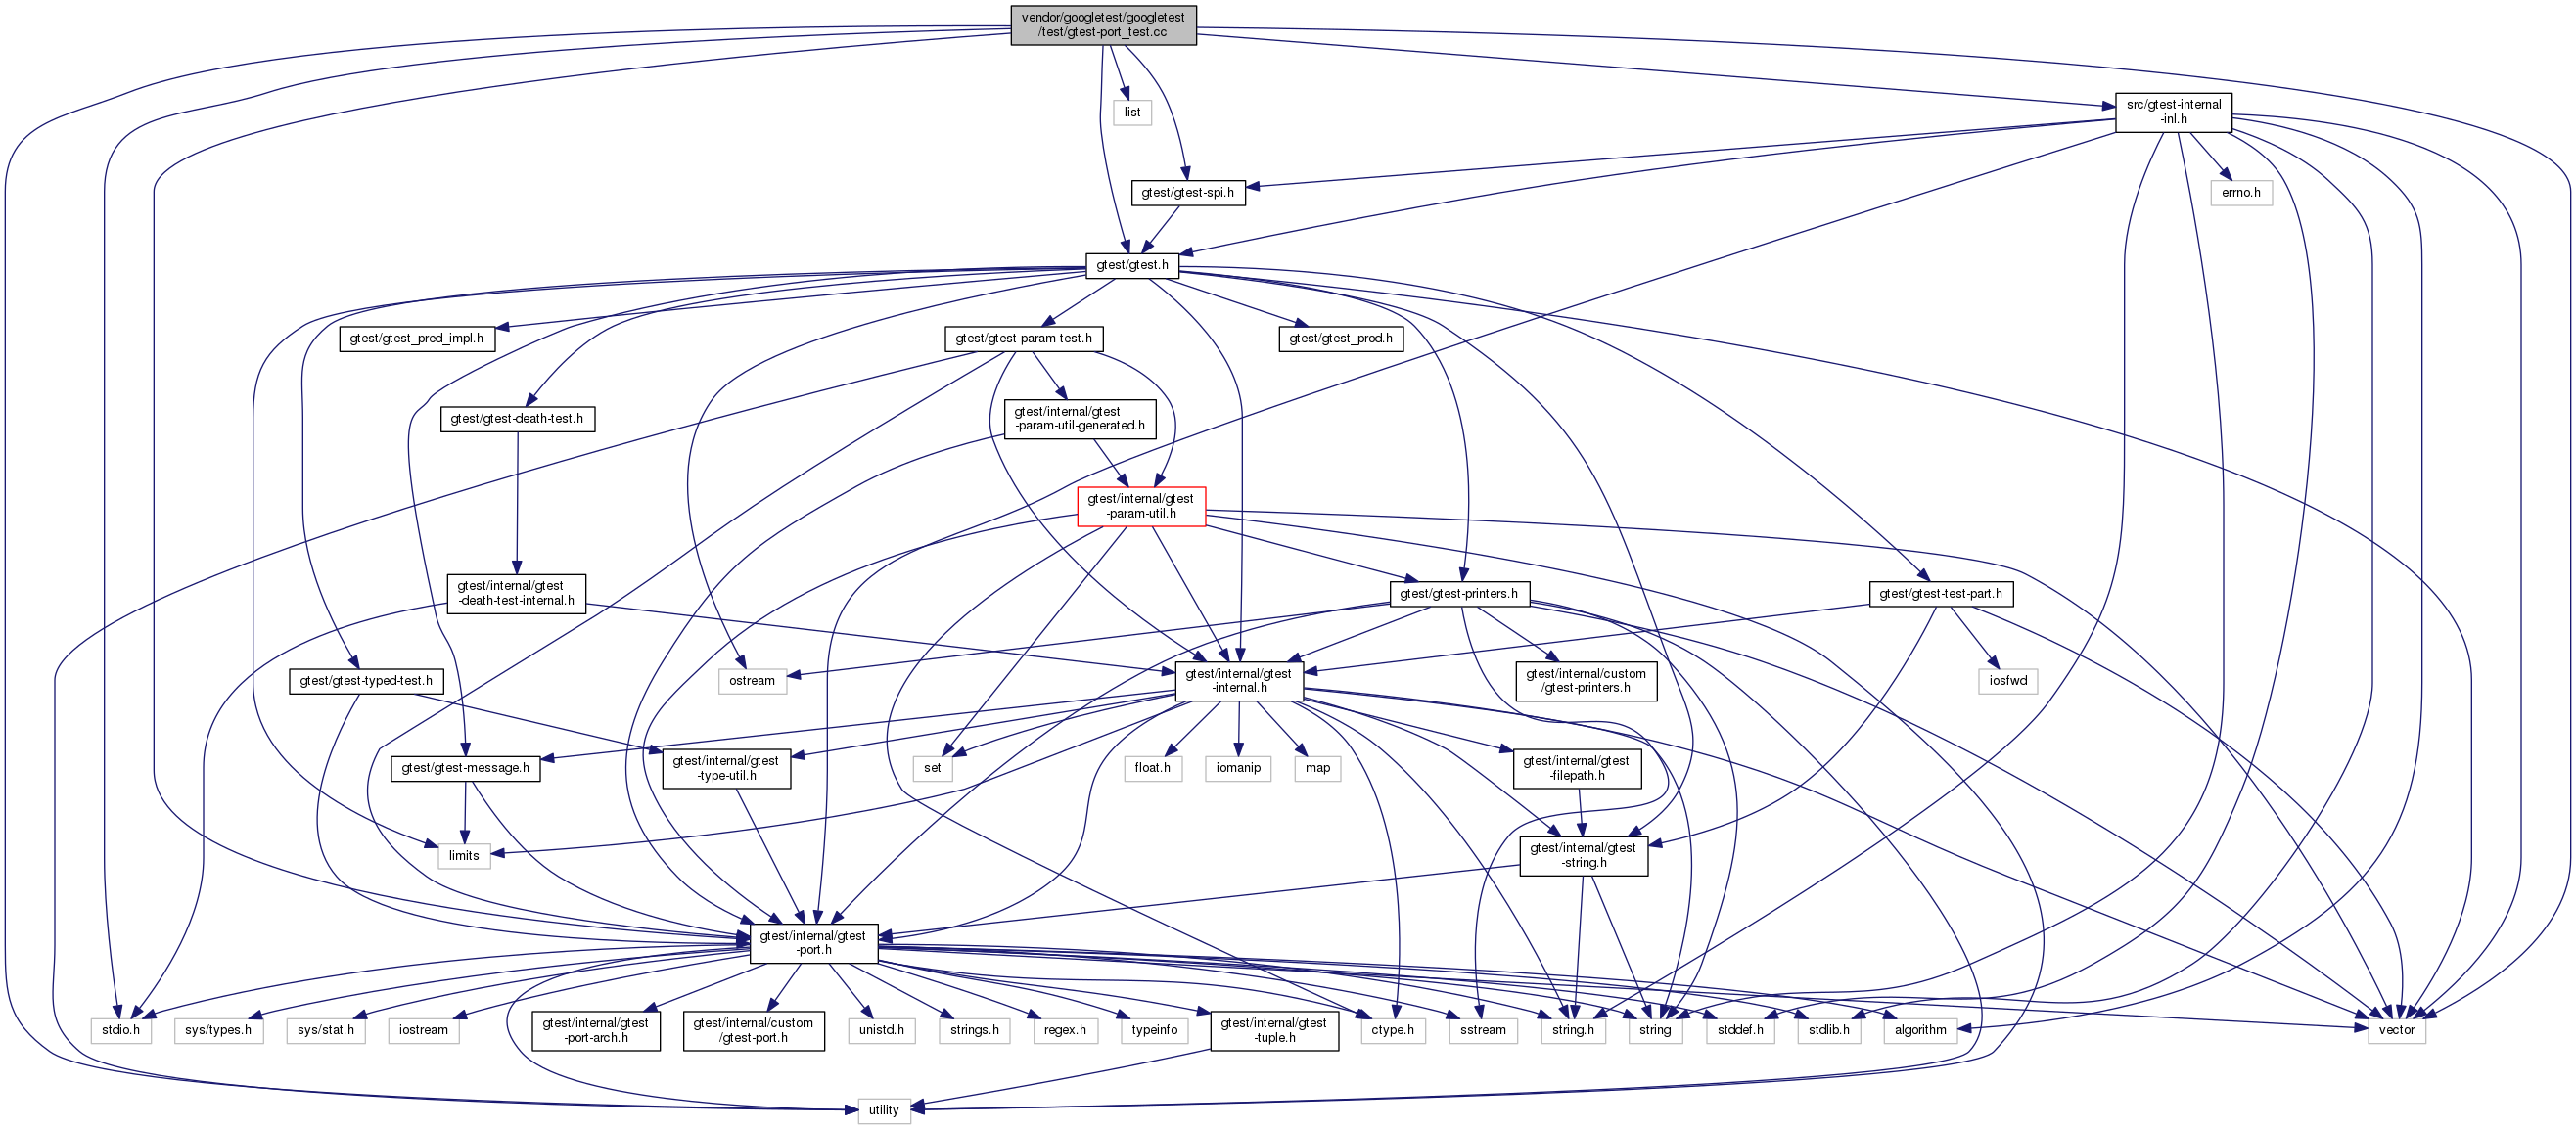 vendor/googletest/googletest
/test/gtest-port_test.cc
list
src/gtest-internal
-inl.h
gtest/gtest-spi.h
errno.h
gtest/gtest.h
gtest/gtest_pred_impl.h
gtest/gtest-param-test.h
gtest/gtest_prod.h
gtest/gtest-death-test.h
gtest/internal/gtest
-param-util-generated.h
gtest/internal/gtest
-param-util.h
gtest/internal/gtest
-death-test-internal.h
gtest/gtest-printers.h
gtest/gtest-test-part.h
gtest/gtest-typed-test.h
ostream
gtest/internal/gtest
-internal.h
gtest/internal/custom
/gtest-printers.h
iosfwd
gtest/gtest-message.h
gtest/internal/gtest
-type-util.h
set
float.h
iomanip
map
gtest/internal/gtest
-filepath.h
limits
gtest/internal/gtest
-string.h
gtest/internal/gtest
-port.h
stdio.h
sys/types.h
sys/stat.h
iostream
gtest/internal/gtest
-port-arch.h
gtest/internal/custom
/gtest-port.h
unistd.h
strings.h
regex.h
typeinfo
gtest/internal/gtest
-tuple.h
ctype.h
sstream
string.h
string
stddef.h
stdlib.h
algorithm
vector
utility